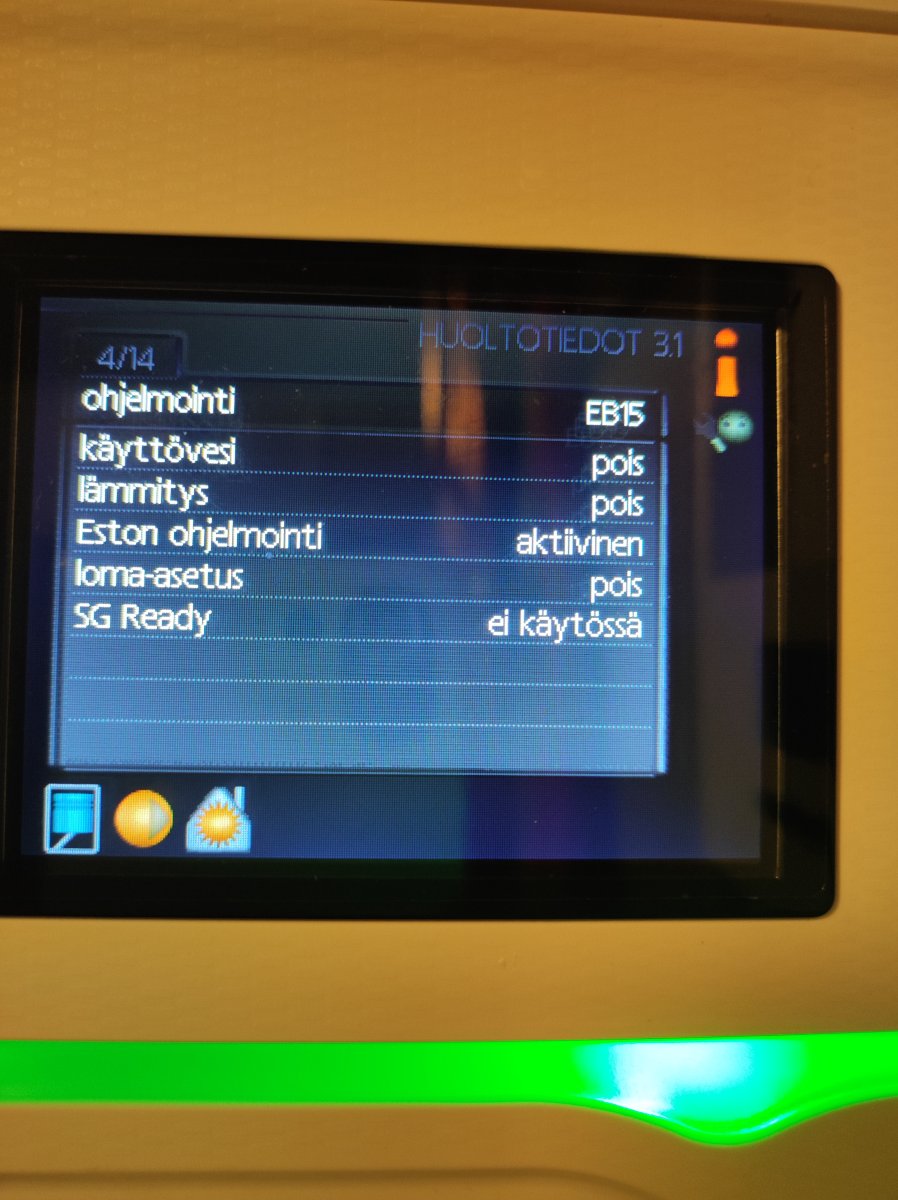 HUOLTOTIEDOT 3.1
4/14
ohjelmointi EB15
käyttövesi pois
lämmitys pois
Eston ohjelmointi aktiivinen
loma-asetus pois
SG Ready ei käytössä